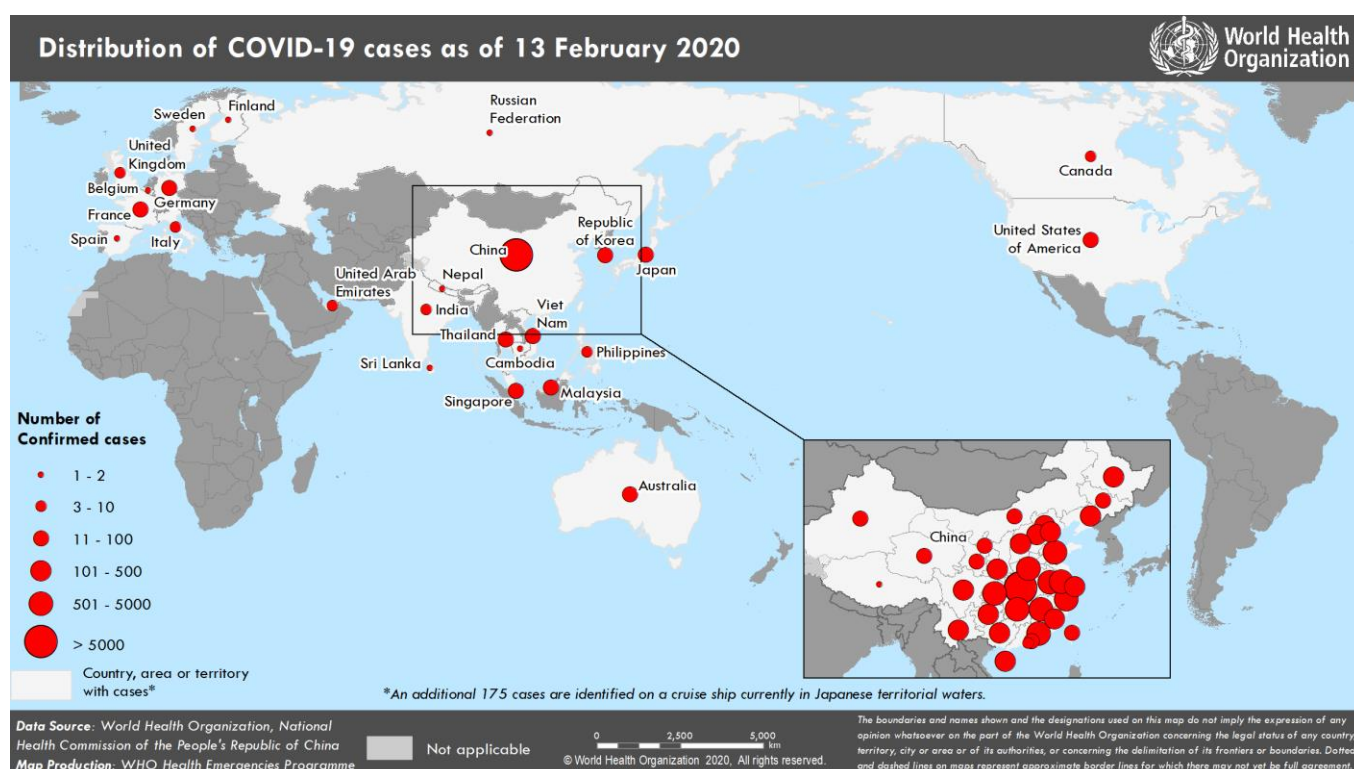 Distribution of COVID-19 cases as of 13 February 2020
World Health
Organization
Russian
Federation
Finland
Sweden
United
Kingdom
Belgium
Germany
France
Spain
Italy
Canada
United States
of America
Republic
of Korea
China
Japan
United Arab
Emirates
Nepal
India
Viet
Nam
Thailand
Philippines
Cambodia
Sri Lanka
Malaysia
Singapore
Australia
Number of
Confirmed cases
1 - 2
3 - 10
11 - 100
101 - 500
501 - 5000
> 5000
Country, area or territory
with cases*
China
*An additional 175 cases are identified on a cruise ship currently in Japanese territorial waters.
Data Source: World Health Organization, National
Health Commission of the People's Republic of China
Map Production: WHO Health Emergencies Programme
Not applicable
0 2,500 5,000
km
© World Health Organization 2020, All rights reserved.
The boundaries and names shown and the designations used on this map do not imply the expression of any
opinion whatsoever on the part of the World Health Organization concerning the legal status of any country,
territory, city or area or of its authorities, or concerning the delimitation of its frontiers or boundaries. Dotted
and dashed lines on maps represent approximate border lines for which there may not yet be full agreement.